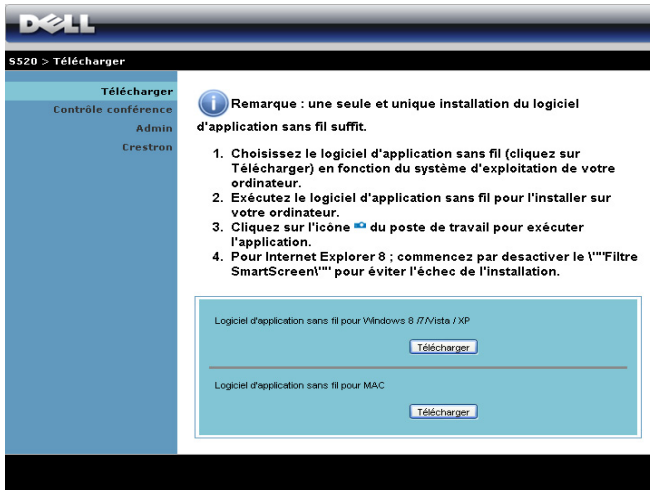 DELL
S520 > Télécharger
Télécharger
Contrôle conférence
Admin
Crestron
Remarque : une seule et unique installation du logiciel
d'application sans fil suffit.
1. Choisissez le logiciel d'application sans fil (cliquez sur
Télécharger) en fonction du système d'exploitation de votre
ordinateur.
2. Exécutez le logiciel d'application sans fil pour l'installer sur
votre ordinateur.
3. Cliquez sur l'icône du poste de travail pour exécuter
l'application.
4. Pour Internet Explorer 8 ; commencez par desactiver le \""Filtre
SmartScreen\"" pour éviter l'échec de l'installation.
Logiciel d'application sans fil pour Windows 8 /7/Vista / XP
Télécharger
Logiciel d'application sans fil pour MAC
Télécharger